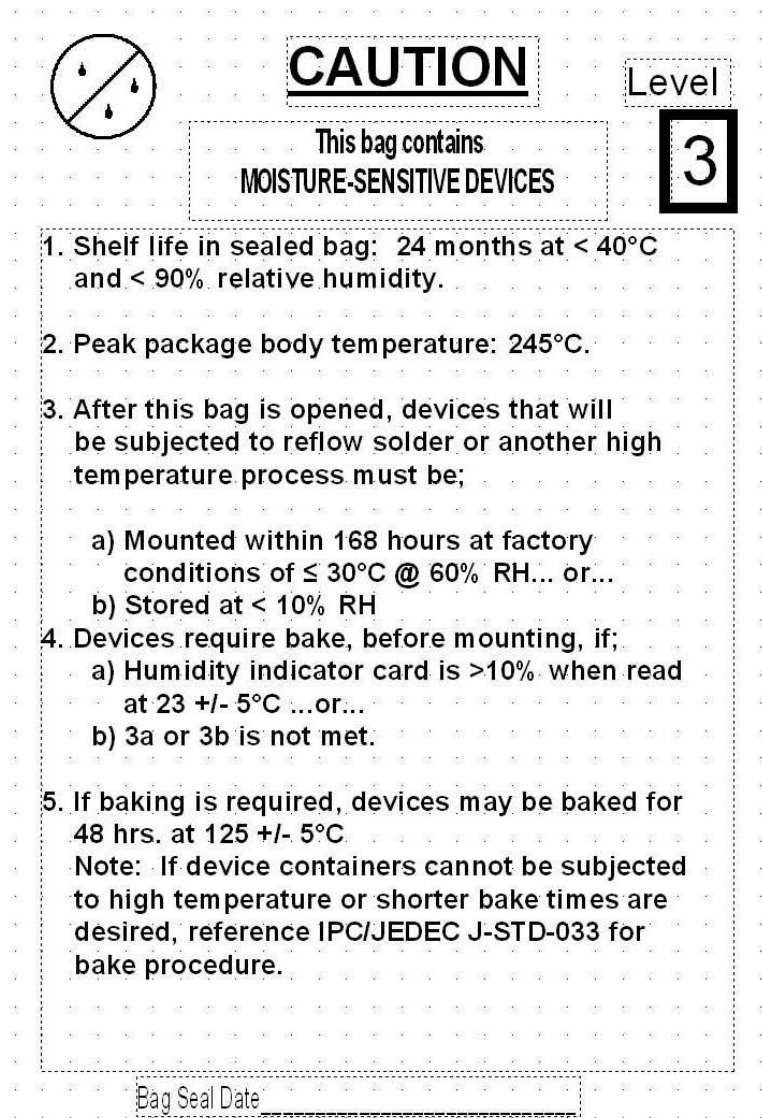 CAUTION
Level
3
This bag contains
MOISTURE-SENSITIVE DEVICES
1. Shelf life in sealed bag: 24 months at < 40°C
and < 90% relative humidity.
2. Peak package body temperature: 245°C.
3. After this bag is opened, devices that will
be subjected to reflow solder or another high
temperature process must be;
a) Mounted within 168 hours at factory
conditions of ≤ 30°C @ 60% RH... or...
b) Stored at < 10% RH
4. Devices require bake, before mounting, if;
a) Humidity indicator card is >10% when read
at 23 +/- 5°C ...or...
b) 3a or 3b is not met.
5. If baking is required, devices may be baked for
48 hrs. at 125 +/- 5°C
Note: If device containers cannot be subjected
to high temperature or shorter bake times are
desired, reference IPC/JEDEC J-STD-033 for
bake procedure.
Bag Seal Date____________________________